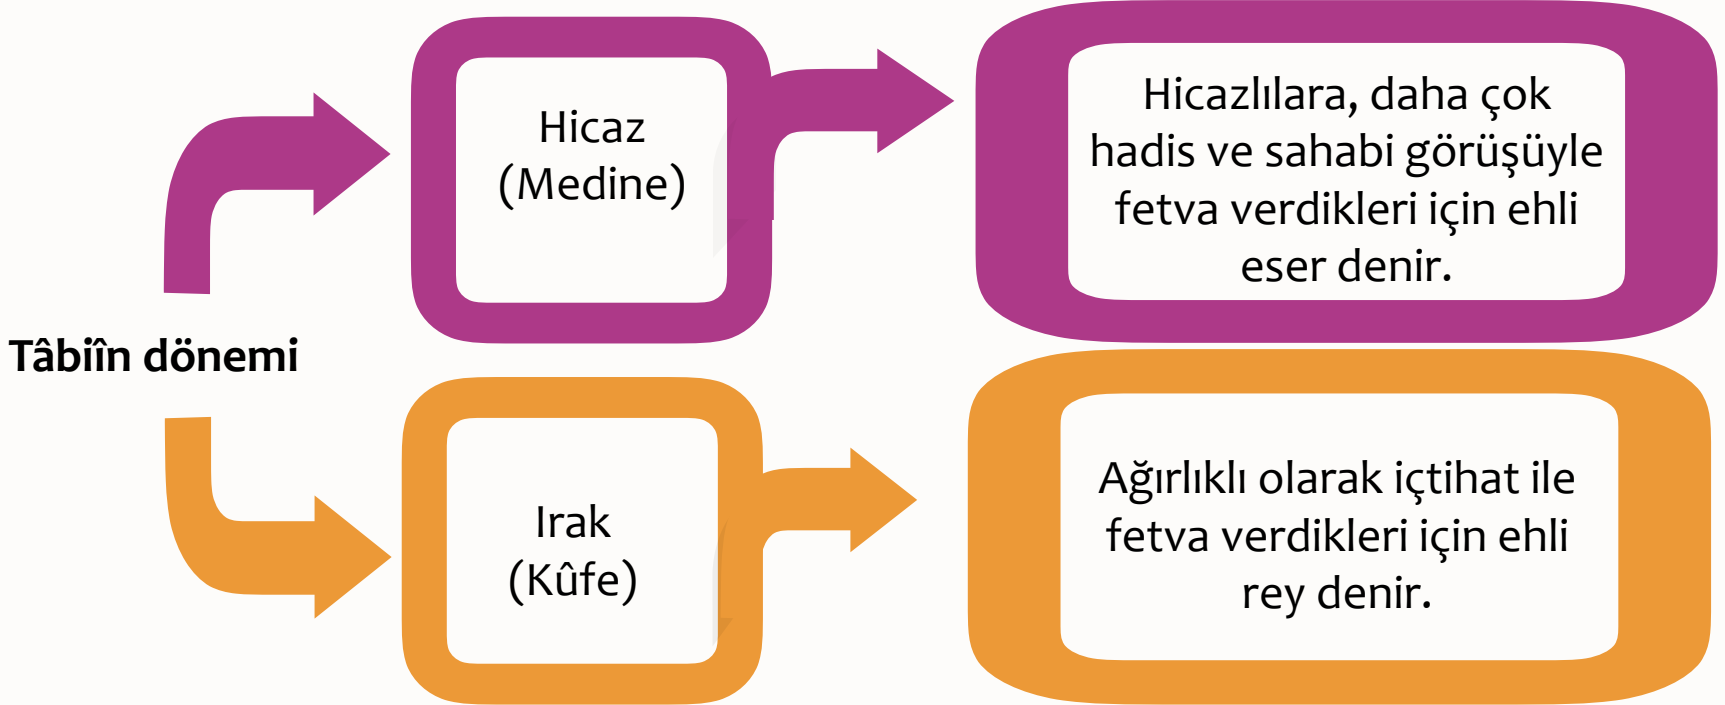 Tâbiîn dönemi
Hicaz
(Medine)
Hicazlılara, daha çok
hadis ve sahabi görüşüyle
fetva verdikleri için ehli
eser denir.
Irak
(Kûfe)
Ağırlıklı olarak içtihat ile
fetva verdikleri için ehli
rey denir.